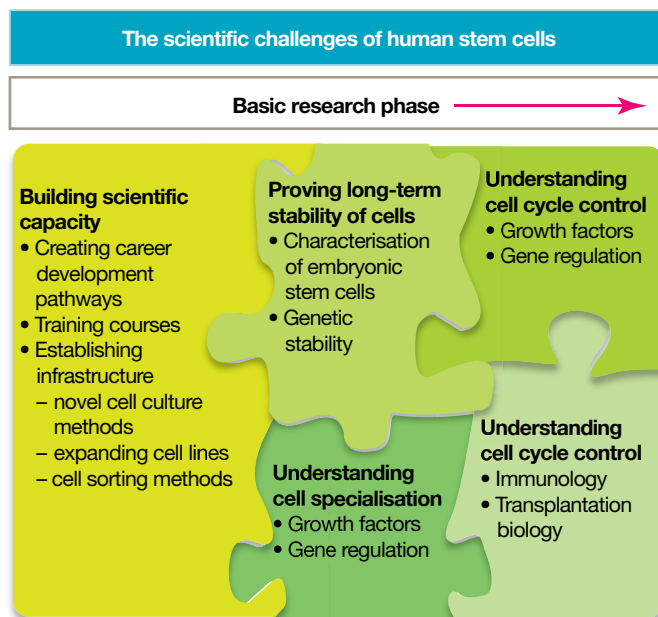 The scientific challenges of human stem cells
Basic research phase
Building scientific
capacity
• Creating career
development
pathways
• Training courses
• Establishing
infrastructure
– novel cell culture
methods
– expanding cell lines
– cell sorting methods
Proving long-term
stability of cells
• Characterisation
of embryonic
stem cells
• Genetic
stability
Understanding
cell cycle control
• Growth factors
• Gene regulation
Understanding
cell specialisation
• Growth factors
• Gene regulation
Understanding
cell cycle control
• Immunology
• Transplantation
biology